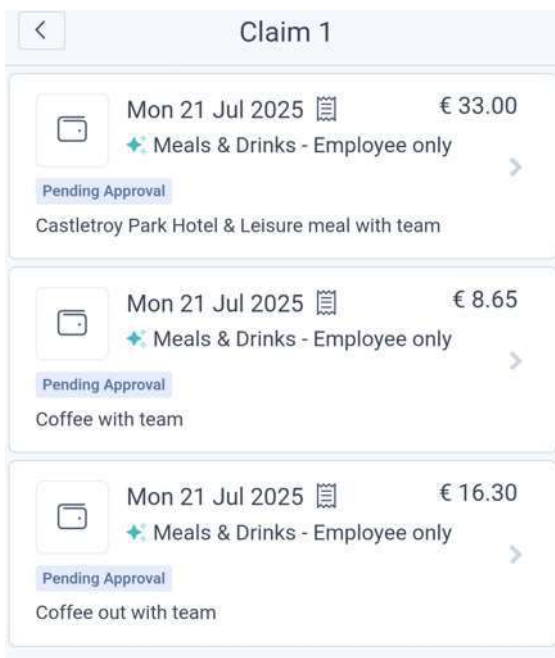 Claim 1
Mon 21 Jul 2025 € 33.00
Meals & Drinks - Employee only
Pending Approval
Castletroy Park Hotel & Leisure meal with team
Mon 21 Jul 2025 € 8.65
Meals & Drinks - Employee only
Pending Approval
Coffee with team
Mon 21 Jul 2025 € 16.30
Meals & Drinks - Employee only
Pending Approval
Coffee out with team